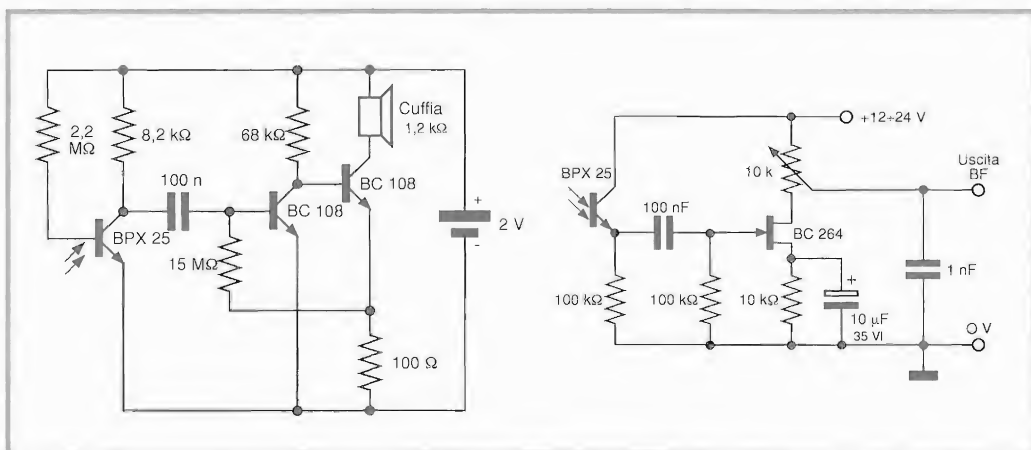 2,2
MΩ
8,2 kΩ
68 kΩ
Cuffia
1,2 kΩ
100 n
BC 108
BC 108
BPX 25
15 MΩ
+
2 V
-
100 Ω
+12÷24 V
BPX 25
10 k
Uscita
BF
100 nF
BC 264
1 nF
100 kΩ
100 kΩ
10 kΩ
+
10 µF
35 Vl
O V